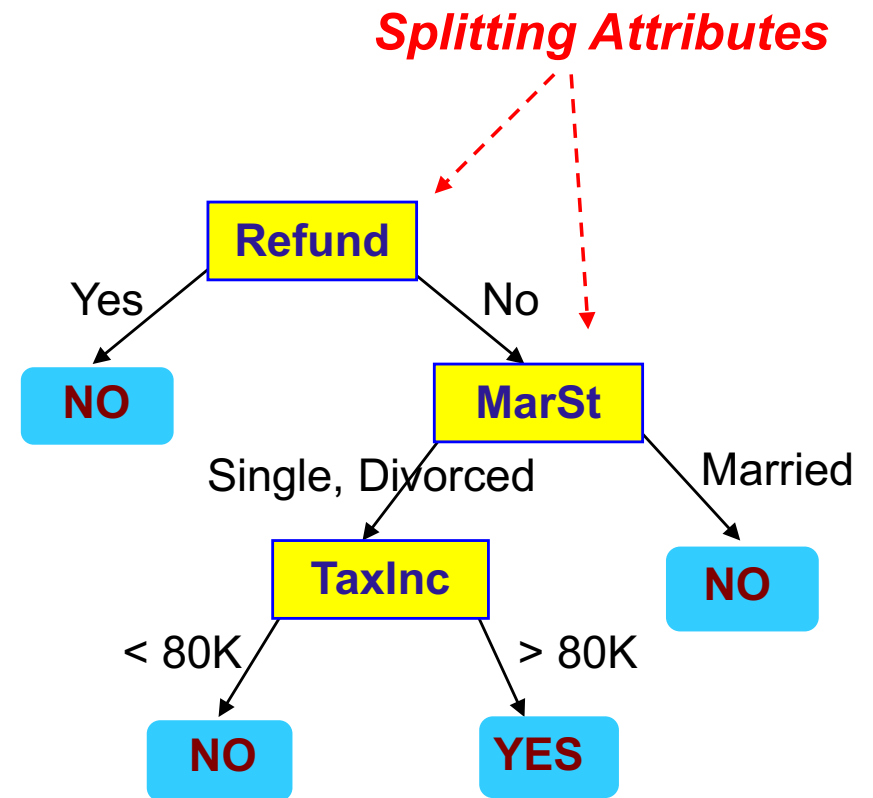 Splitting Attributes
Refund
Yes
No
NO
MarSt
Single, Divorced
Married
TaxInc
NO
< 80K
> 80K
NO
YES